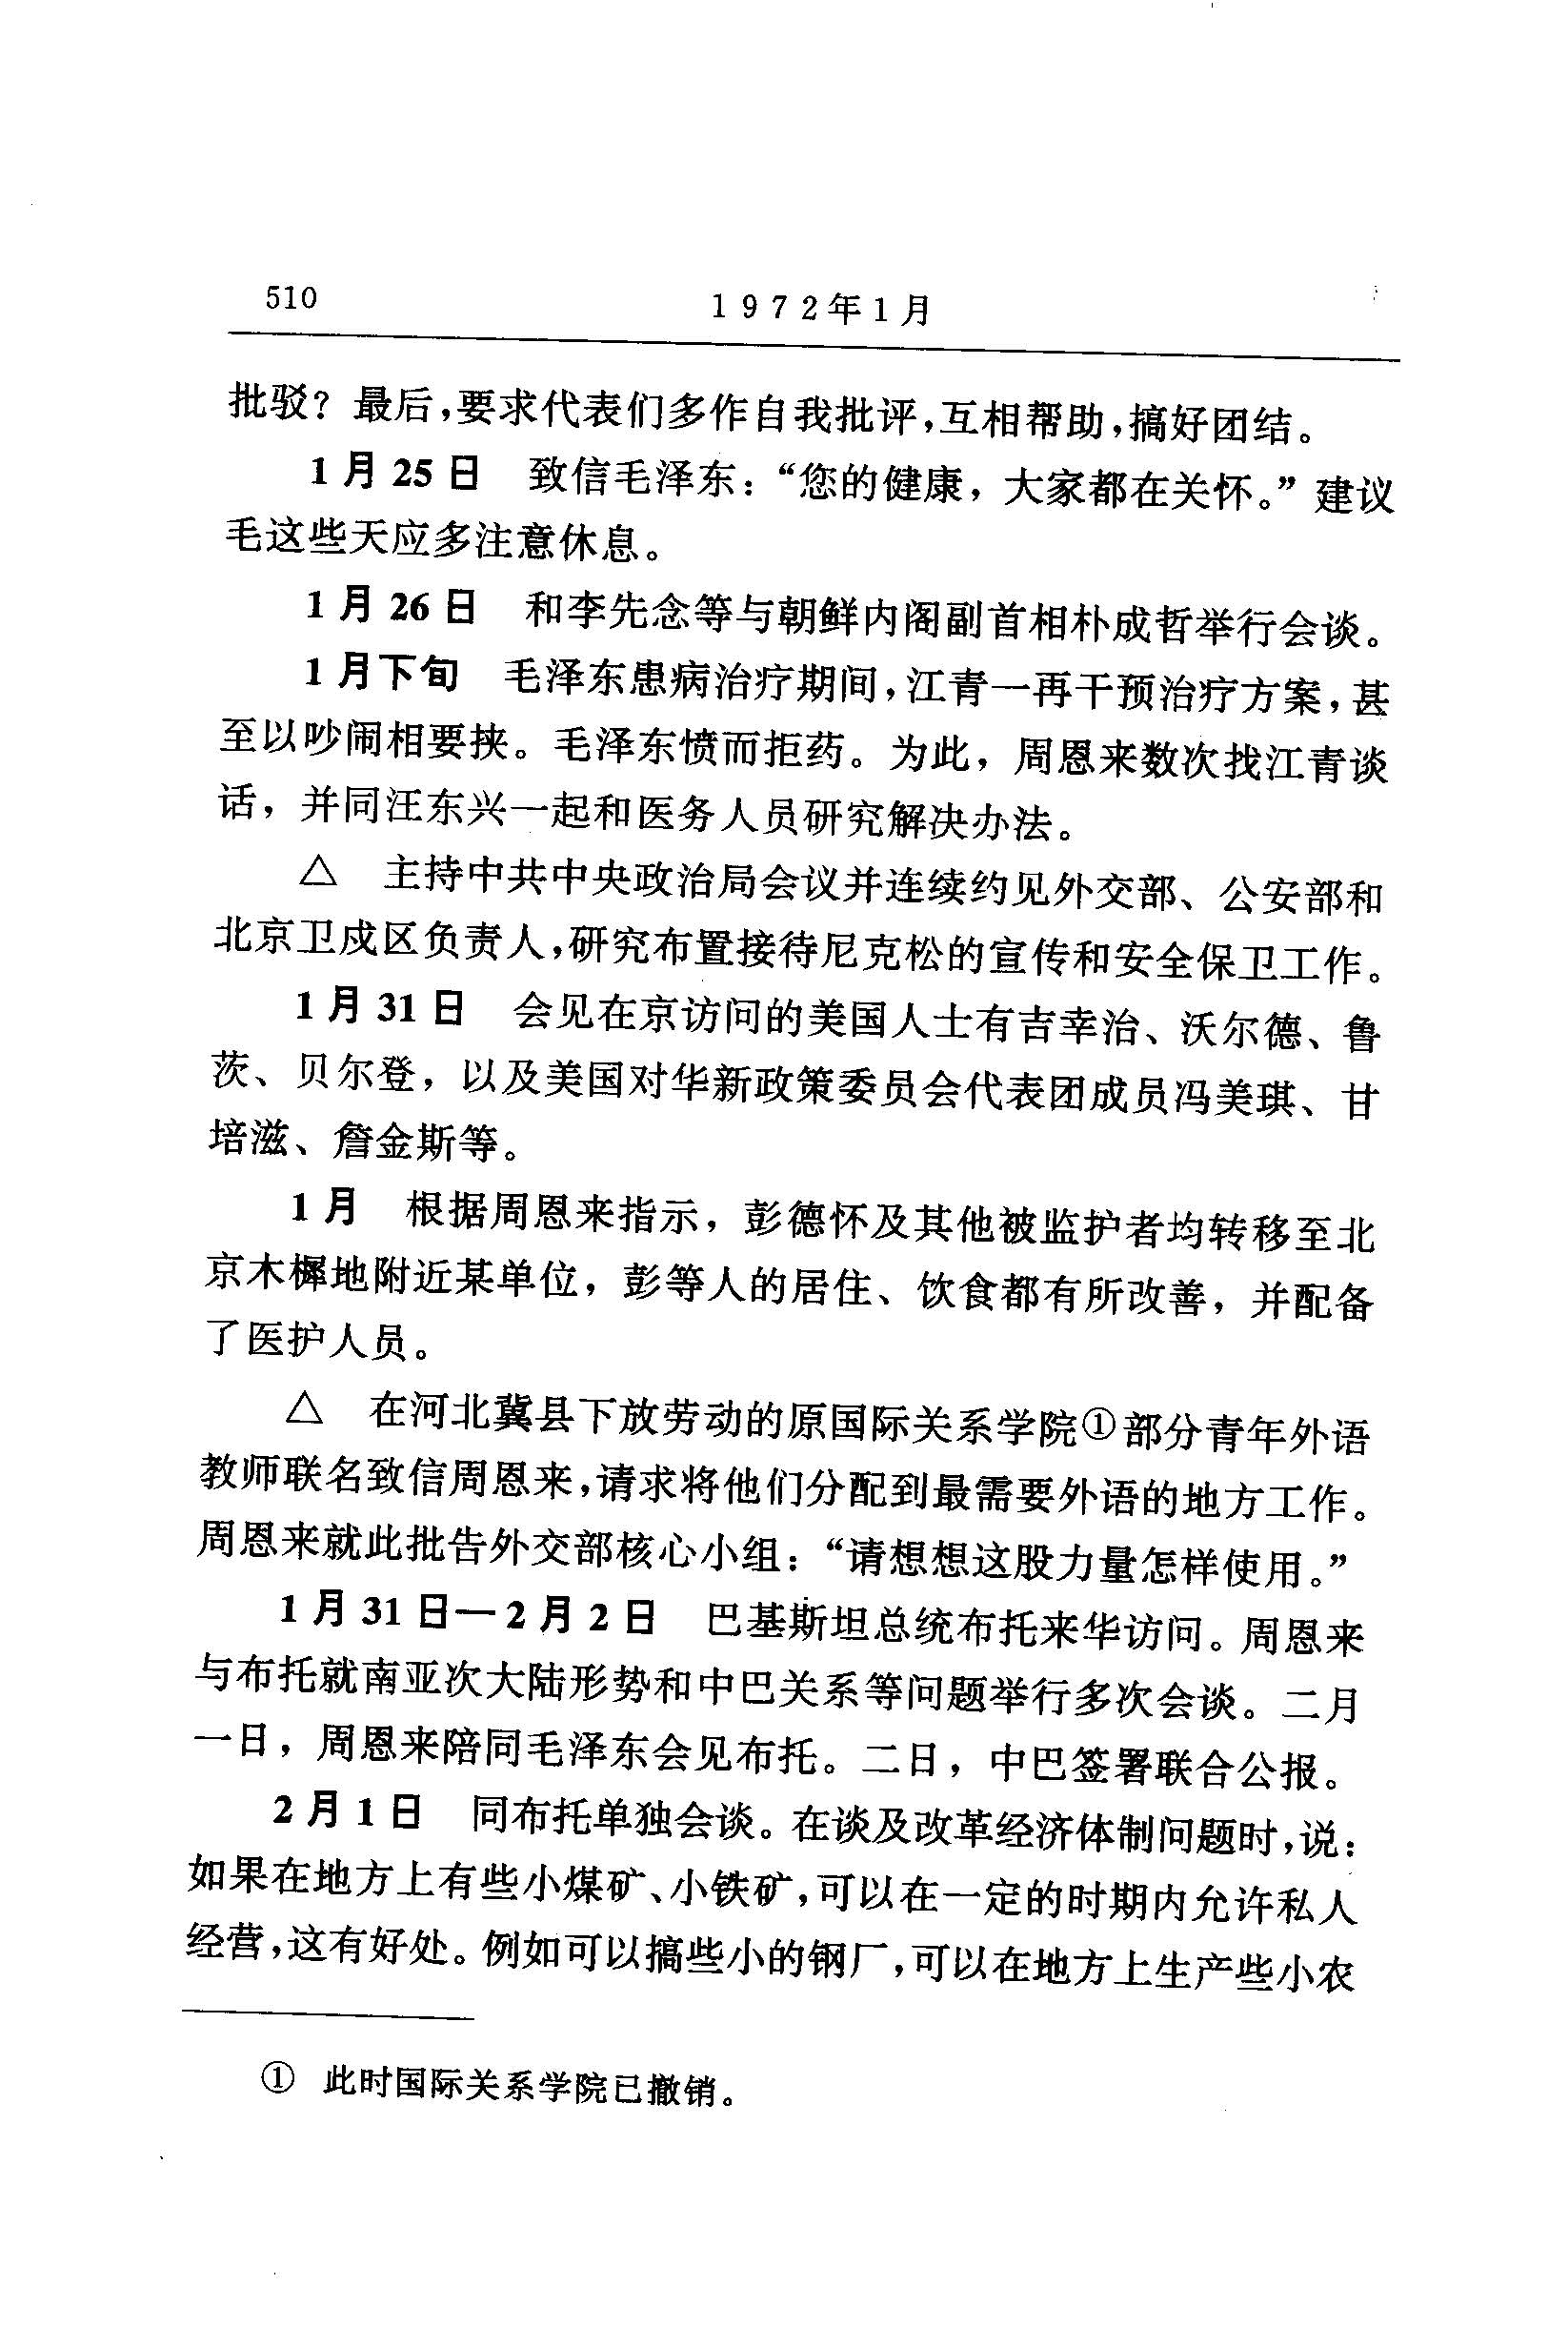 510
1972年1月
批驳？最后，要求代表们多作自我批评，互相帮助，搞好团结。
1月25日 致信毛泽东：“您的健康，大家都在关怀。”建议
毛这些天应多注意休息。
1月26日 和李先念等与朝鲜内阁副首相朴成哲举行会谈。
1月下旬 毛泽东患病治疗期间，江青一再干预治疗方案，甚
至以吵闹相要挟。毛泽东愤而拒药。为此，周恩来数次找江青谈
话，并同汪东兴一起和医务人员研究解决办法。
△ 主持中共中央政治局会议并连续约见外交部、公安部和
北京卫戍区负责人，研究布置接待尼克松的宣传和安全保卫工作。
1月31日 会见在京访问的美国人士有吉幸治、沃尔德、鲁
茨、贝尔登，以及美国对华新政策委员会代表团成员冯美琪、甘
培滋、詹金斯等。
1月 根据周恩来指示，彭德怀及其他被监护者均转移至北
京木樨地附近某单位，彭等人的居住、饮食都有所改善，并配备
了医护人员。
△ 在河北冀县下放劳动的原国际关系学院①部分青年外语
教师联名致信周恩来，请求将他们分配到最需要外语的地方工作。
周恩来就此批告外交部核心小组：“请想想这股力量怎样使用。”
1月31日—2月2日 巴基斯坦总统布托来华访问。周恩来
与布托就南亚次大陆形势和中巴关系等问题举行多次会谈。二月
一日，周恩来陪同毛泽东会见布托。二日，中巴签署联合公报。
2月1日 同布托单独会谈。在谈及改革经济体制问题时，说：
如果在地方上有些小煤矿、小铁矿，可以在一定的时期内允许私人
经营，这有好处。例如可以搞些小的钢厂，可以在地方上生产些小农
① 此时国际关系学院已撤销。